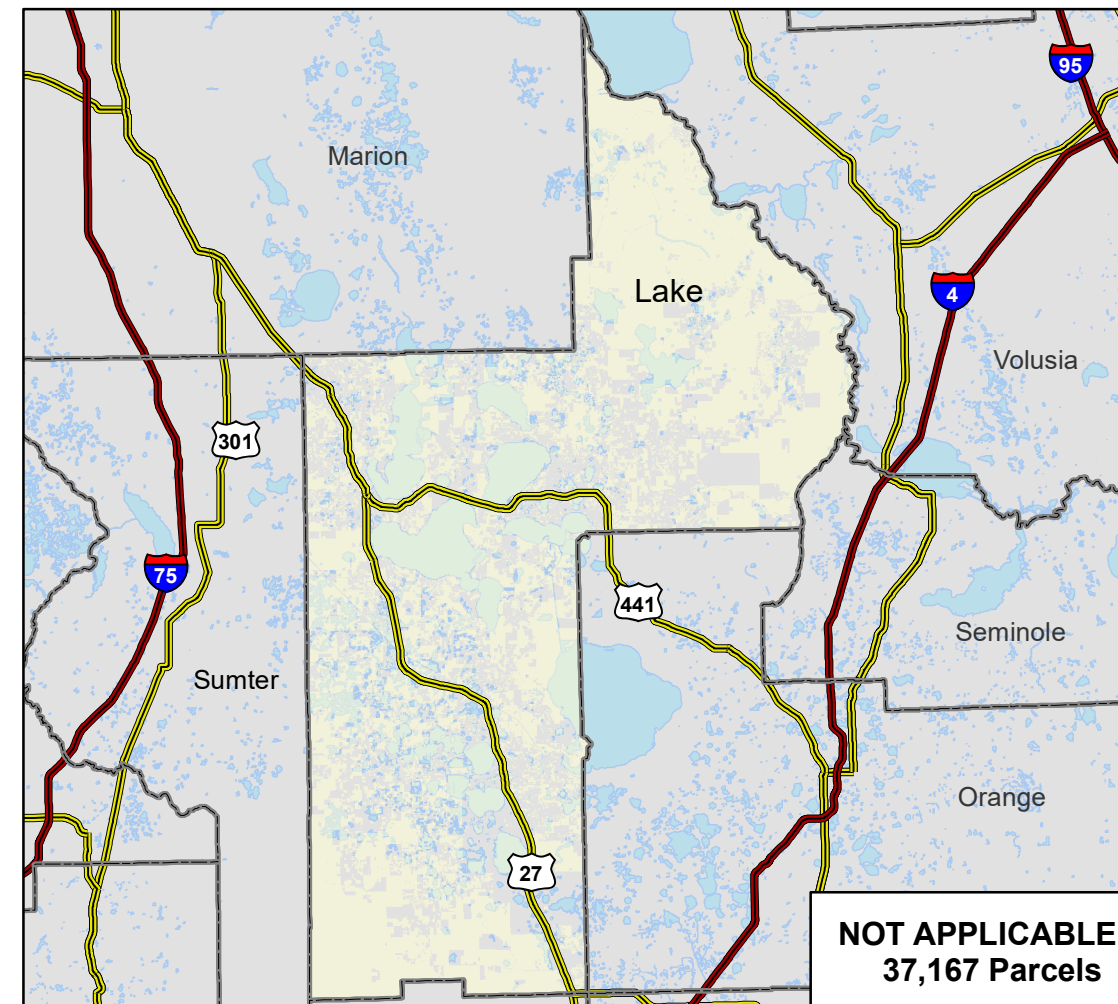 95
Marion
Lake
4
Volusia
301
75
441
Seminole
Sumter
Orange
27
NOT APPLICABLE
37,167 Parcels